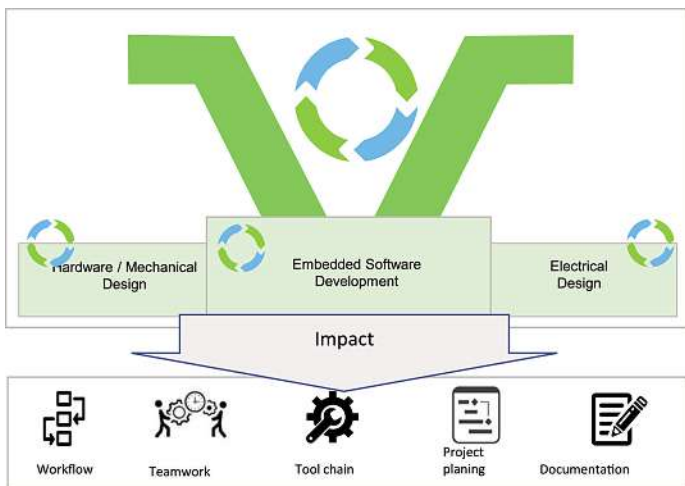 Hardware / Mechanical
Design
Embedded Software
Development
Electrical
Design
Impact
Workflow
Teamwork
Tool chain
Project
planing
Documentation